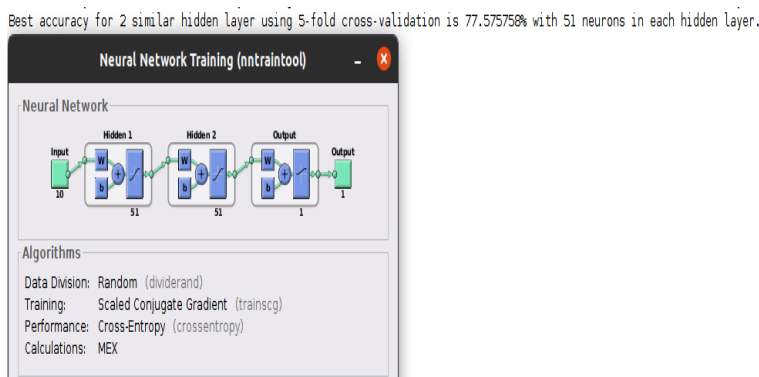 Best accuracy for 2 similar hidden layer using 5-fold cross-validation is 77.575758% with 51 neurons in each hidden layer.
Neural Network Training (nntraintool)
Neural Network
Hidden 1 Hidden 2 Output
Input Output
W W W
+ + +
b b b
10 51 51 1 1
Algorithms
Data Division: Random (dividerand)
Training: Scaled Conjugate Gradient (trainscg)
Performance: Cross-Entropy (crossentropy)
Calculations: MEX